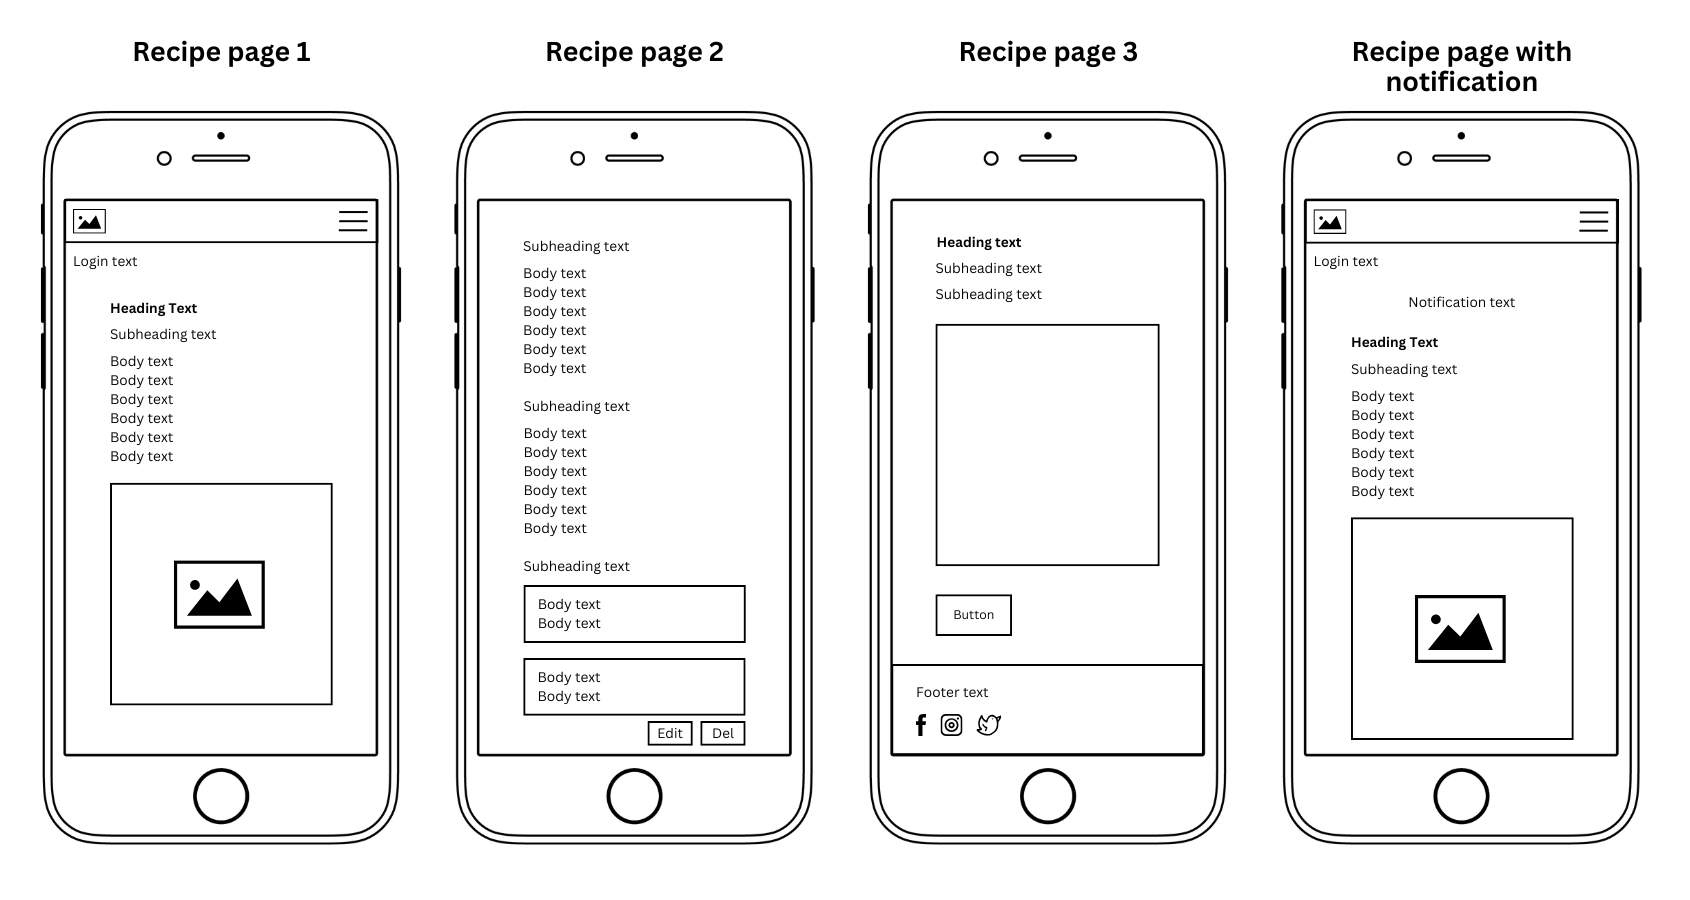 Recipe page 1
Login text
Heading Text
Subheading text
Body text
Body text
Body text
Body text
Body text
Body text
Recipe page 2
Subheading text
Body text
Body text
Body text
Body text
Body text
Body text
Subheading text
Body text
Body text
Body text
Body text
Body text
Body text
Subheading text
Body text
Body text
Body text
Body text
Edit
Del
Recipe page 3
Heading text
Subheading text
Subheading text
Button
Footer text
Recipe page with
notification
Login text
Notification text
Heading Text
Subheading text
Body text
Body text
Body text
Body text
Body text
Body text